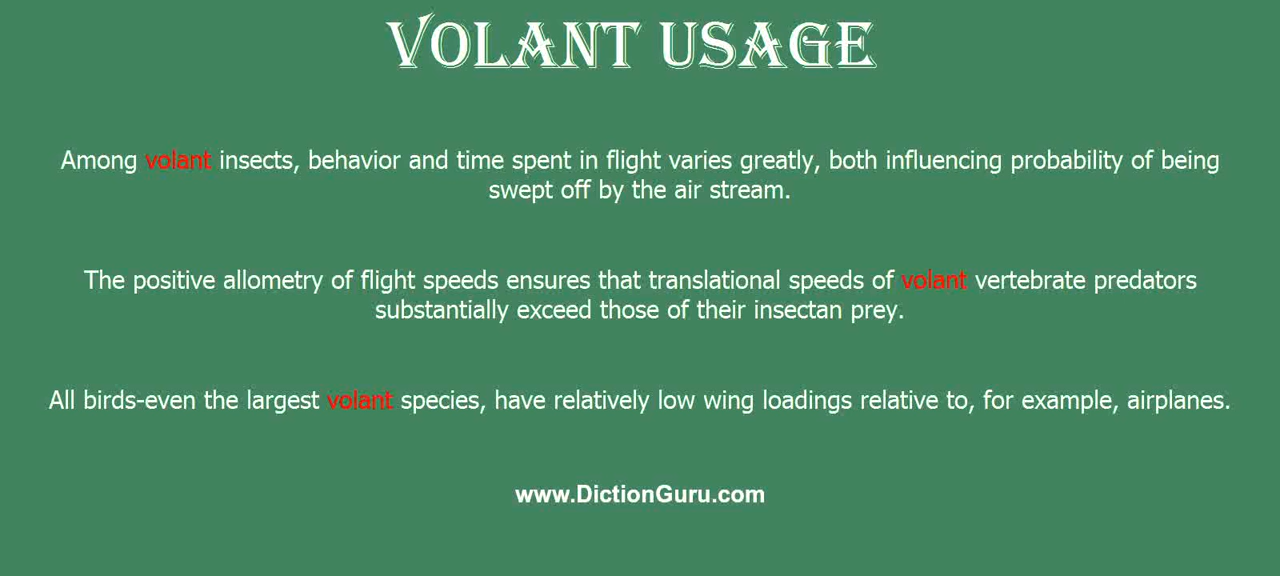 VOLANT USAGE
Among volant insects, behavior and time spent in flight varies greatly, both influencing probability of being
swept off by the air stream.
The positive allometry of flight speeds ensures that translational speeds of volant vertebrate predators
substantially exceed those of their insectan prey.
All birds-even the largest volant species, have relatively low wing loadings relative to, for example, airplanes.
www.DictionGuru.com